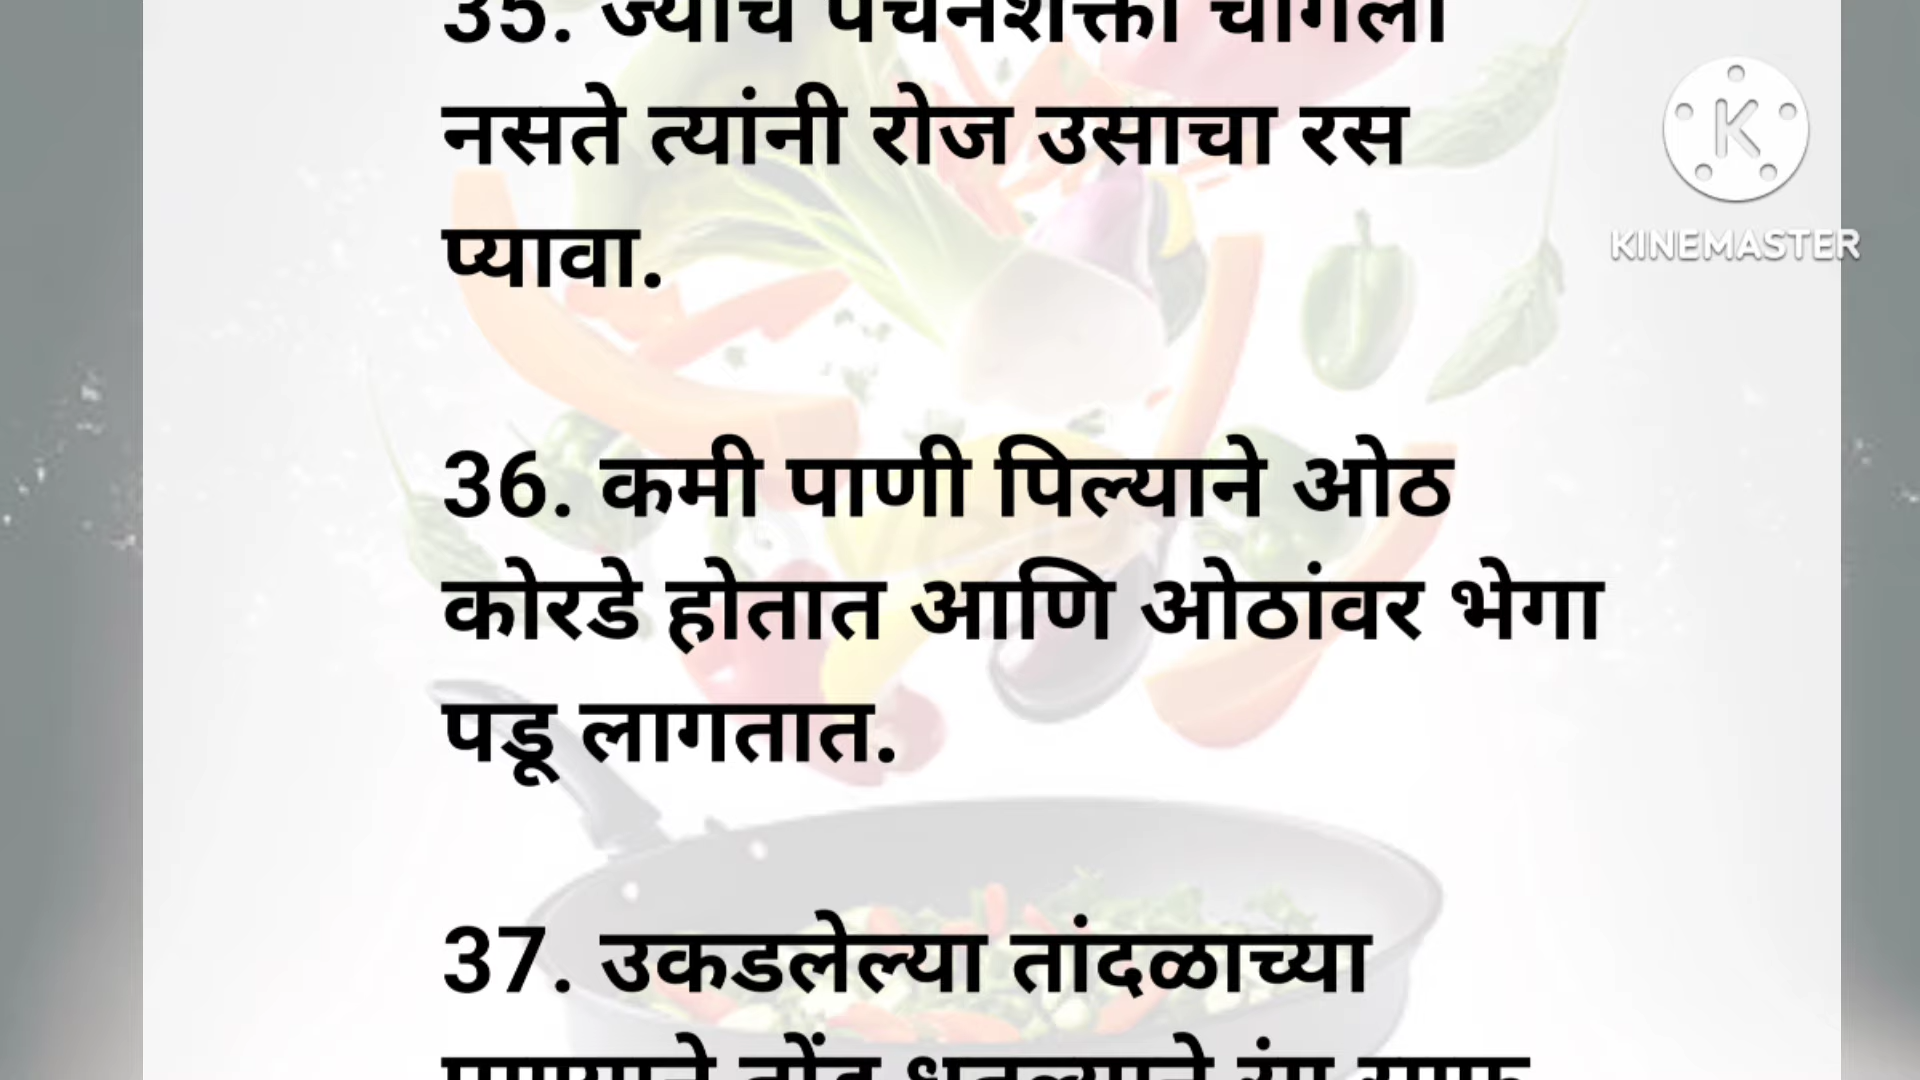 35. ज्यांचे पचनशक्ती चांगली
नसते त्यांनी रोज उसाचा रस
प्यावा.
36. कमी पाणी पिल्याने ओठ
कोरडे होतात आणि ओठांवर भेगा
पडू लागतात.
37. उकडलेल्या तांदळाच्या
K
KINEMASTER